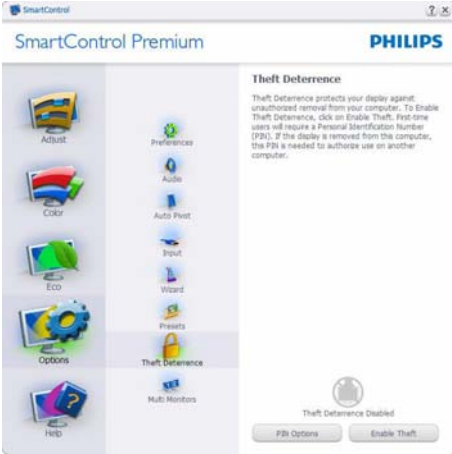 SmartControl
SmartControl Premium
PHILIPS
Adjust
Color
Eco
Options
Help
Preferences
Audio
Auto Pivot
Input
Wizard
Presets
Theft Deterrence
Multi Monitors
Theft Deterrence
Theft Deterrence protects your display against
unauthorized removal from your computer. To Enable
Theft Deterrence, click on Enable Theft. First-time
users will require a Personal Identification Number
(PIN). If the display is removed from this computer,
this PIN is needed to authorize use on another
computer.
Theft Deterrence Disabled
PIN Options
Enable Theft